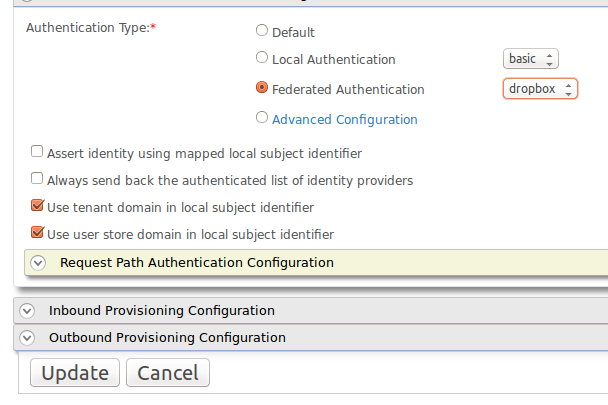 Authentication Type:*
Default
Local Authentication basic
Federated Authentication dropbox
Advanced Configuration
Assert identity using mapped local subject identifier
Always send back the authenticated list of identity providers
Use tenant domain in local subject identifier
Use user store domain in local subject identifier
Request Path Authentication Configuration
Inbound Provisioning Configuration
Outbound Provisioning Configuration
Update Cancel